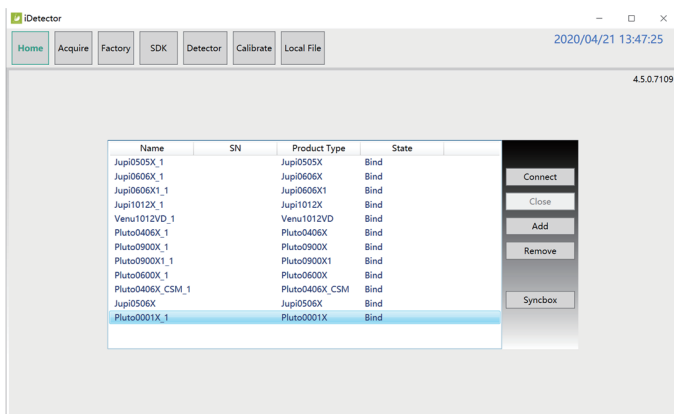 iDetector
Home Acquire Factory SDK Detector Calibrate Local File
2020/04/21 13:47:25
4.5.0.7109
Name SN Product Type State
Jupi0505X_1 Jupi0505X Bind
Jupi0606X_1 Jupi0606X Bind
Jupi0606X1_1 Jupi0606X1 Bind
Jupi1012X_1 Jupi1012X Bind
Venu1012VD_1 Venu1012VD Bind
Pluto0406X_1 Pluto0406X Bind
Pluto0900X_1 Pluto0900X Bind
Pluto0900X1_1 Pluto0900X1 Bind
Pluto0600X_1 Pluto0600X Bind
Pluto0406X_CSM_1 Pluto0406X_CSM Bind
Jupi0506X Jupi0506X Bind
Pluto0001X_1 Pluto0001X Bind
Connect
Close
Add
Remove
Syncbox